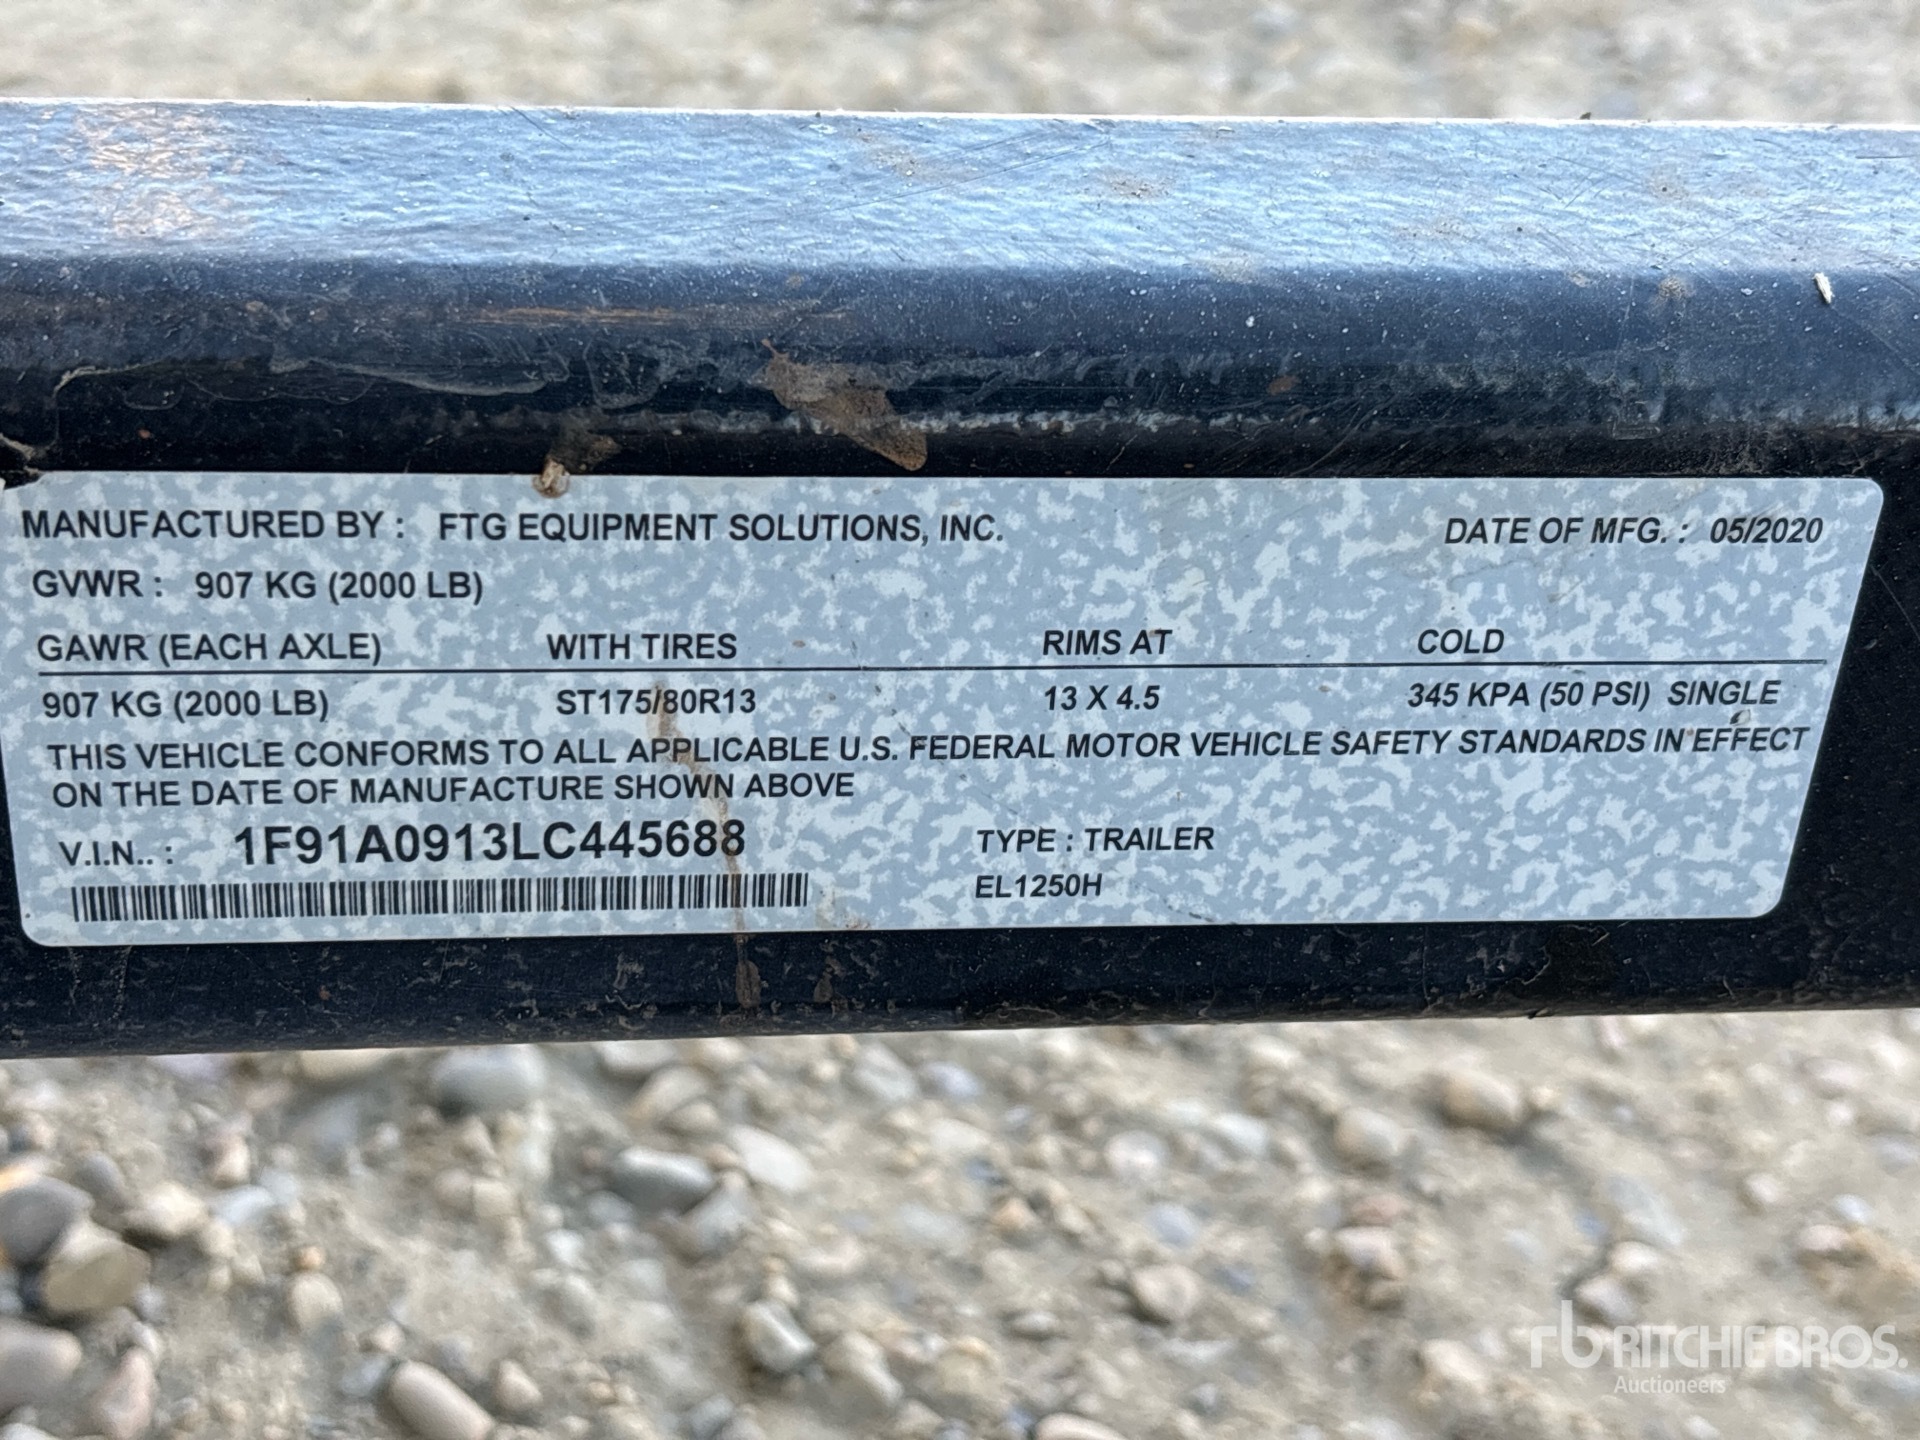 MANUFACTURED BY : FTG EQUIPMENT SOLUTIONS, INC. DATE OF MFG. : 05/2020
GVWR : 907 KG (2000 LB)
GAWR (EACH AXLE) WITH TIRES RIMS AT COLD
907 KG (2000 LB) ST175/80R13 13 X 4.5 345 KPA (50 PSI) SINGLE
THIS VEHICLE CONFORMS TO ALL APPLICABLE U.S. FEDERAL MOTOR VEHICLE SAFETY STANDARDS IN EFFECT
ON THE DATE OF MANUFACTURE SHOWN ABOVE
V.I.N.. : 1F91A0913LC445688 TYPE : TRAILER
EL1250H
rb RITCHIE BROS.
Auctioneers